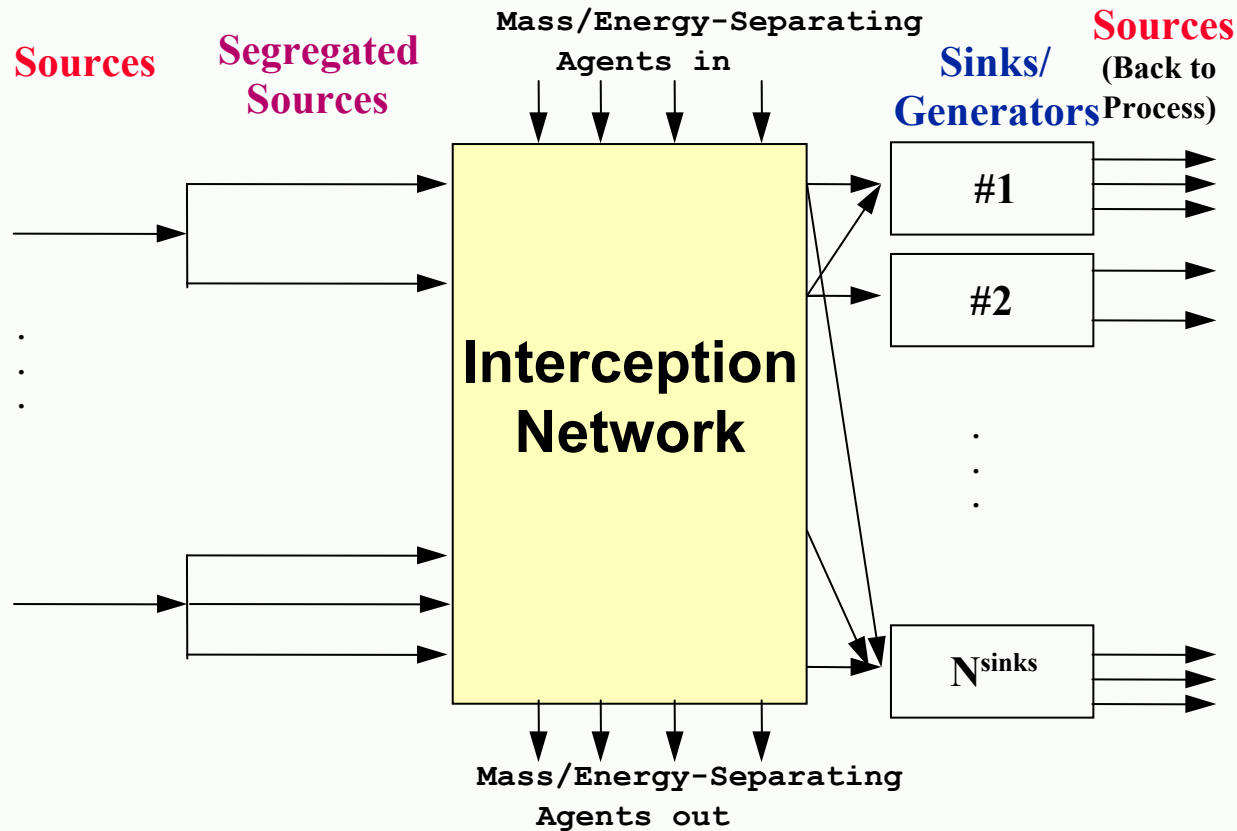 Sources
Segregated
Sources
Mass/Energy-Separating
Agents in
Sinks/
Generators
Sources
(Back to
Process)
Interception
Network
#1
#2
.
.
.
.
.
.
N^sinks
Mass/Energy-Separating
Agents out